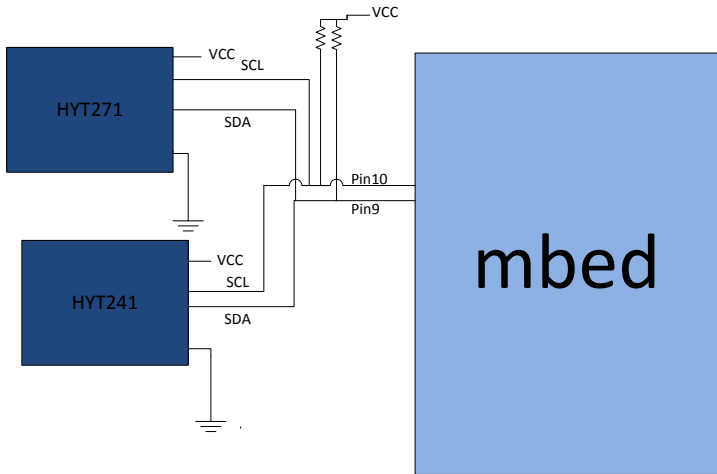 VCC
VCC
SCL
HYT271
SDA
Pin10
Pin9
mbed
VCC
SCL
HYT241
SDA